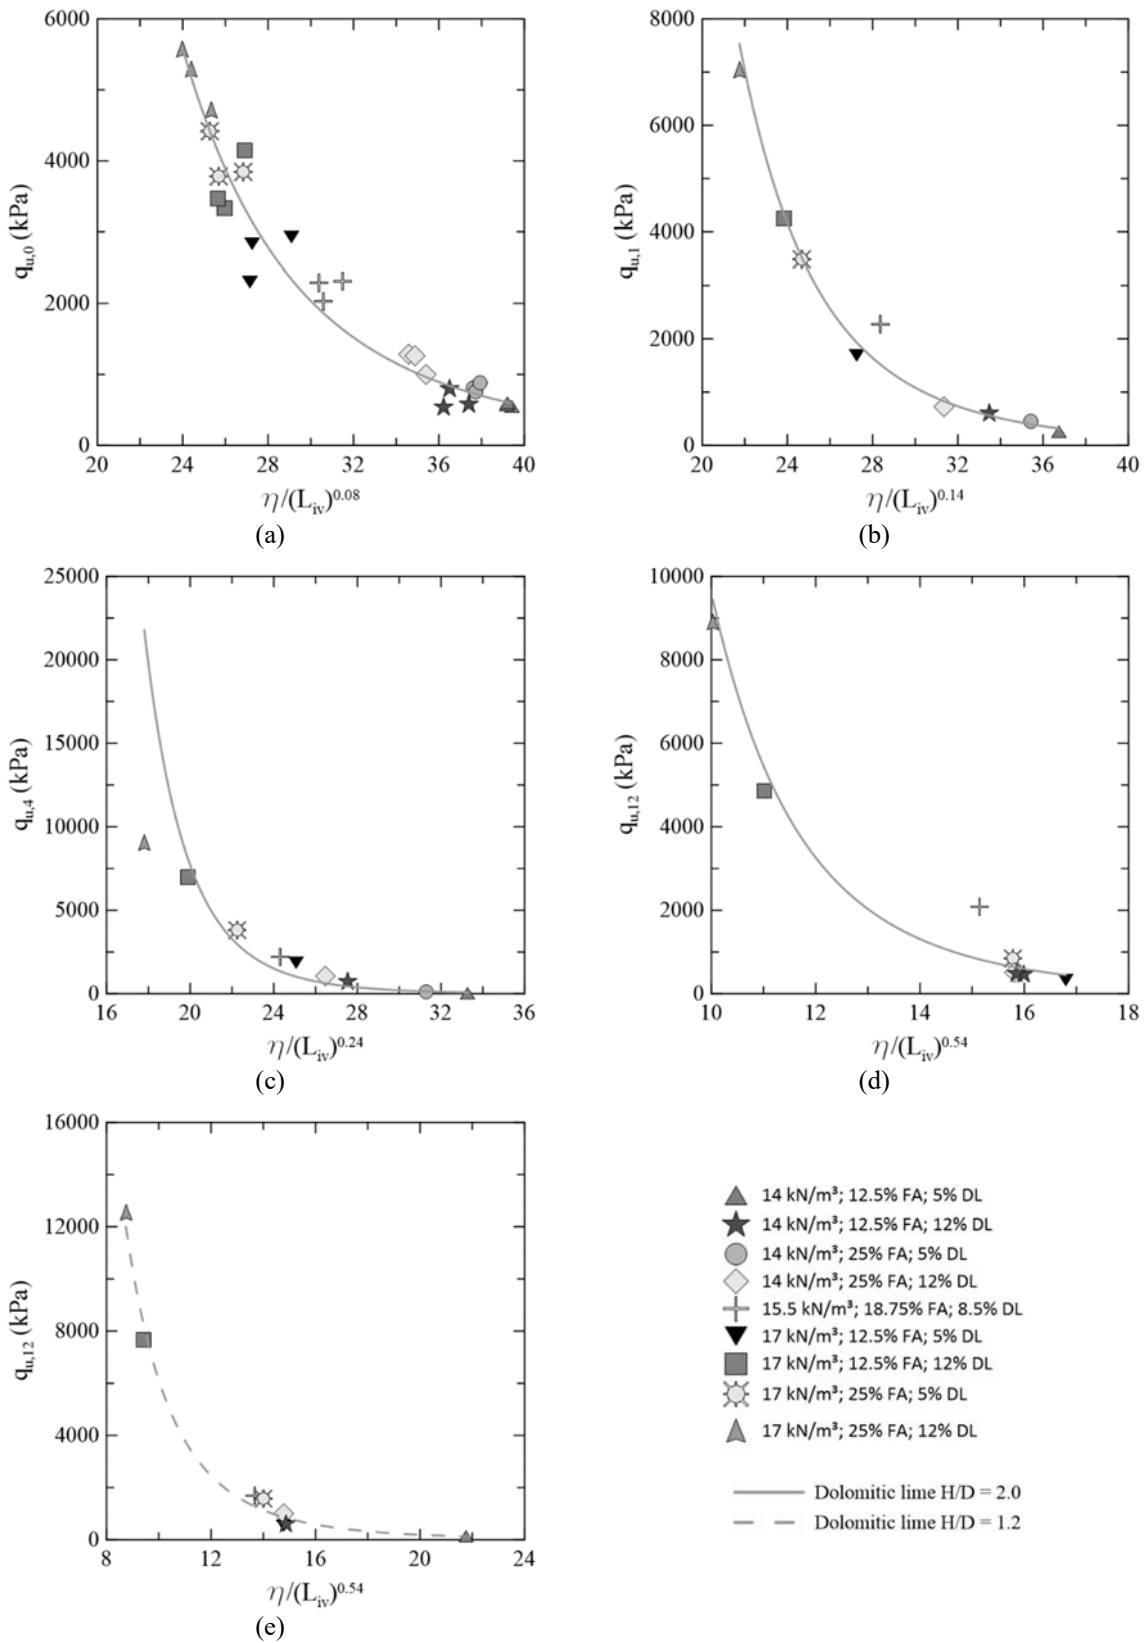 6000
4000
2000
0
q_u,0 (kPa)
20 24 28 32 36 40
η/(L_iv)^0.08
(a)
8000
6000
4000
2000
0
q_u,1 (kPa)
20 24 28 32 36 40
η/(L_iv)^0.14
(b)
25000
20000
15000
10000
5000
0
q_u,4 (kPa)
16 20 24 28 32 36
η/(L_iv)^0.24
(c)
10000
8000
6000
4000
2000
0
q_u,12 (kPa)
10 12 14 16 18
η/(L_iv)^0.54
(d)
16000
12000
8000
4000
0
q_u,12 (kPa)
8 12 16 20 24
η/(L_iv)^0.54
(e)
14 kN/m³; 12.5% FA; 5% DL
14 kN/m³; 12.5% FA; 12% DL
14 kN/m³; 25% FA; 5% DL
14 kN/m³; 25% FA; 12% DL
15.5 kN/m³; 18.75% FA; 8.5% DL
17 kN/m³; 12.5% FA; 5% DL
17 kN/m³; 12.5% FA; 12% DL
17 kN/m³; 25% FA; 5% DL
17 kN/m³; 25% FA; 12% DL
Dolomitic lime H/D = 2.0
Dolomitic lime H/D = 1.2